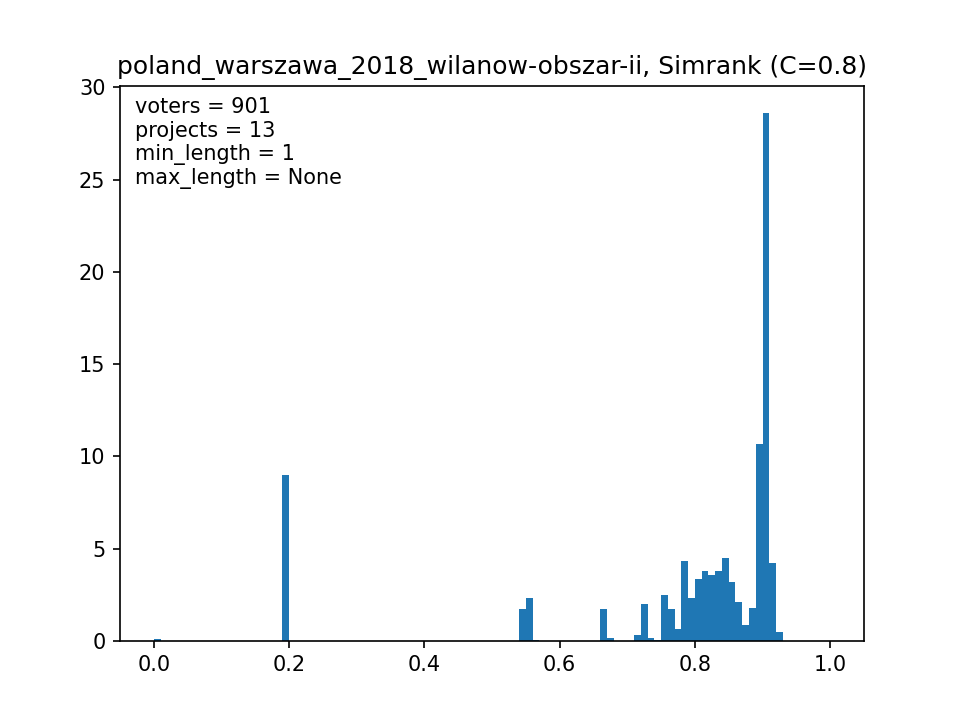 poland_warszawa_2018_wilanow-obszar-ii, Simrank (C=0.8)
voters = 901
projects = 13
min_length = 1
max_length = None
30
25
20
15
10
5
0
0.0 0.2 0.4 0.6 0.8 1.0